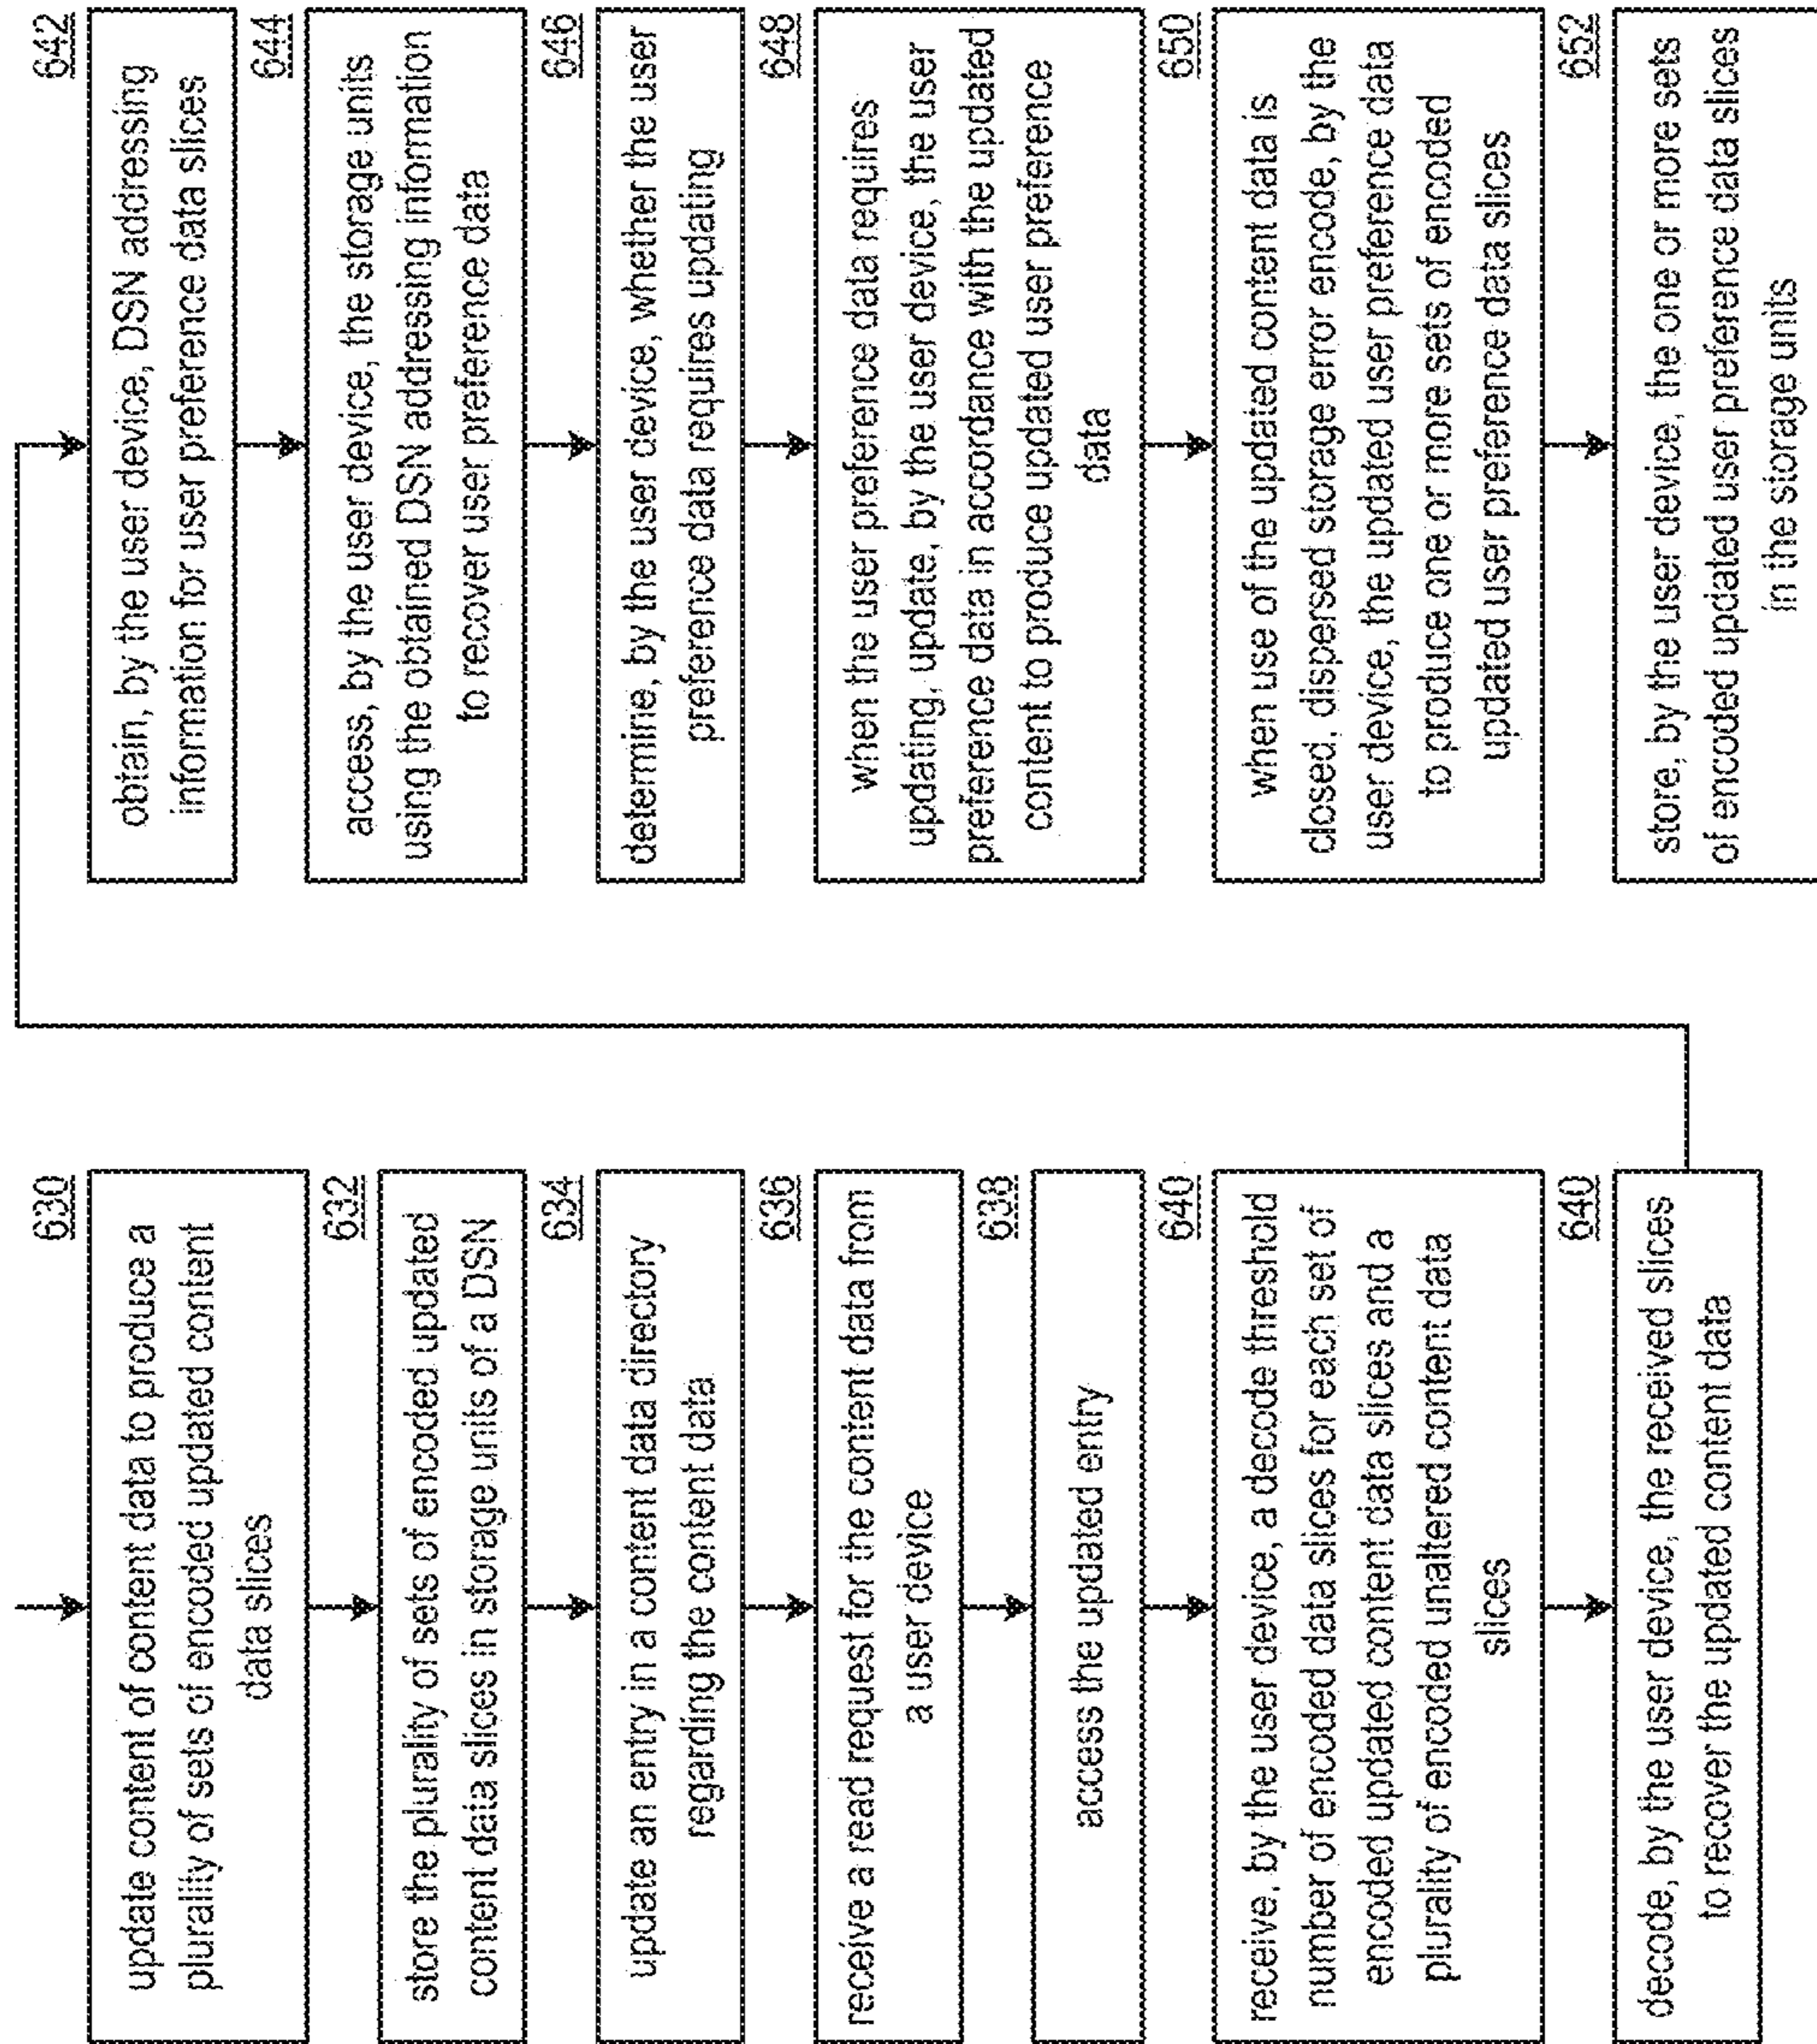 630
update content of content data to produce a
plurality of sets of encoded updated content
data slices
632
store the plurality of sets of encoded updated
content data slices in storage units of a DSN
634
update an entry in a content data directory
regarding the content data
636
receive a read request for the content data from
a user device
638
access the updated entry
640
receive, by the user device, a decode threshold
number of encoded data slices for each set of
encoded updated content data slices and a
plurality of encoded unaltered content data
slices
640
decode, by the user device, the received slices
to recover the updated content data
642
obtain, by the user device, DSN addressing
information for user preference data slices
644
access, by the user device, the storage units
using the obtained DSN addressing information
to recover user preference data
646
determine, by the user device, whether the user
preference data requires updating
648
when the user preference data requires
updating, update, by the user device, the user
preference data in accordance with the updated
content to produce updated user preference
data
650
when use of the updated content data is
closed, dispersed storage error encode, by the
user device, the updated user preference data
to produce one or more sets of encoded
updated user preference data slices
652
store, by the user device, the one or more sets
of encoded updated user preference data slices
in the storage units